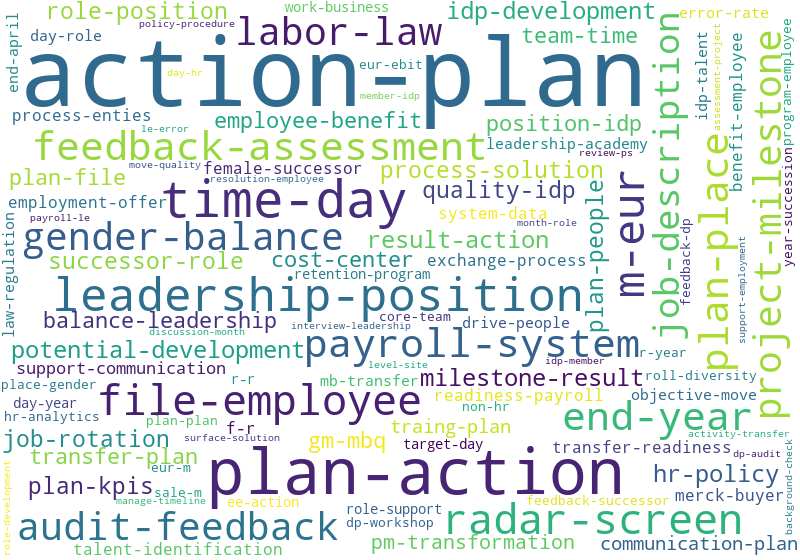 policy-procedure
work-business
role-position
idp-development
error-rate
day-role
labor-law
team-time
end-april
action-plan
eur-ebit
day-hr
member-idp
process-enties
le-error
employee-benefit
position-idp
leadership-academy
feedback-assessment
move-quality
female-successor
process-solution
review-ps
plan-file
resolution-employee
time-day
quality-idp
employment-offer
payroll-le
system-data
month-role
gender-balance
result-action
successor-role
cost-center
exchange-process
retention-program
leadership-position
balance-leadership
core-team
drive-people
interview-leadership
discussion-month
potential-development
payroll-system
r-year
idp-member
level-site
support-communication
place-gender
r-r
mb-transfer
milestone-result
roll-diversity
day-year
file-employee
readiness-payroll
objective-move
hr-analytics
plan-plan
non-hr
end-year
job-rotation
f-r
traing-plan
activity-transfer
surface-solution
gm-mbq
target-day
transfer-readiness
dp-audit
transfer-plan
eur-m
plan-action
hr-policy
plan-kpis
sale-m
manage-timeline
ee-action
feedback-successor
merck-buyer
role-support
audit-feedback
dp-workshop
radar-screen
talent-identification
pm-transformation
communication-plan
law-regulation
role-development
plan-people
m-eur
job-description
feedback-dp
idp-talent
plan-place
assessment-project
benefit-employee
support-employment
project-milestone
program-employee
year-succession
background-check